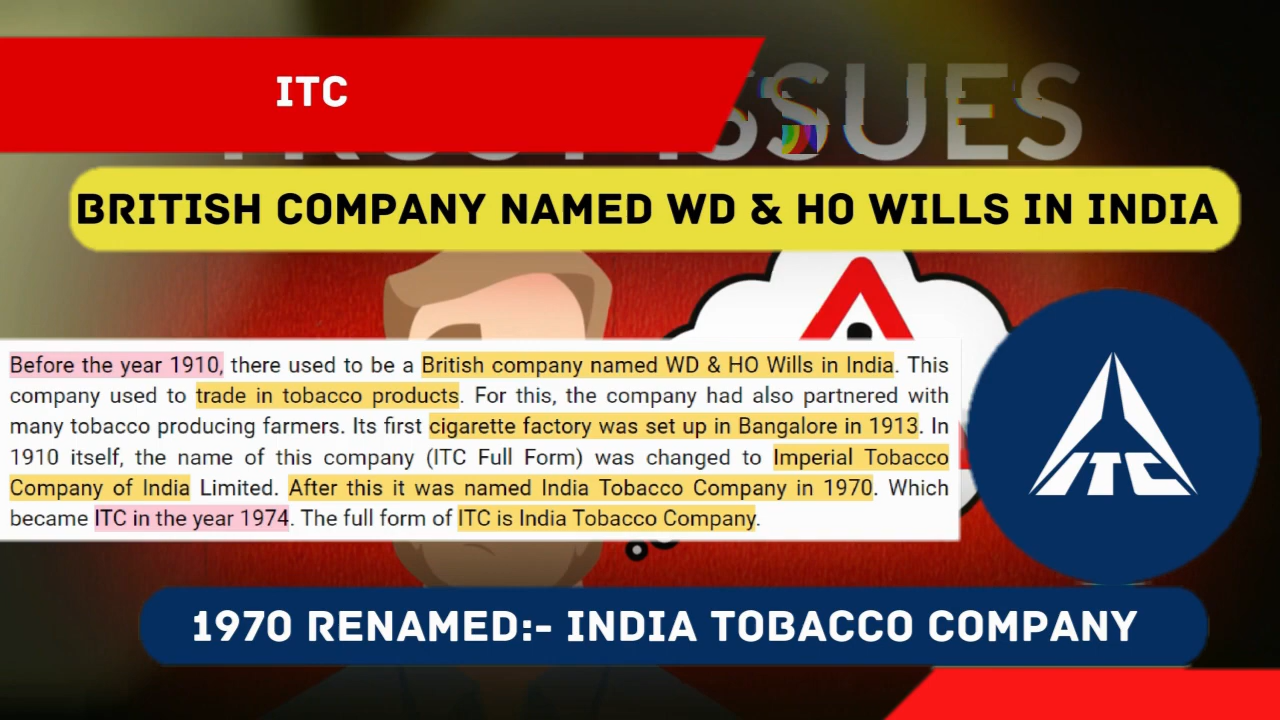 ITC
ISSUES
BRITISH COMPANY NAMED WD & HO WILLS IN INDIA
Before the year 1910, there used to be a British company named WD & HO Wills in India. This
company used to trade in tobacco products. For this, the company had also partnered with
many tobacco producing farmers. Its first cigarette factory was set up in Bangalore in 1913. In
1910 itself, the name of this company (ITC Full Form) was changed to Imperial Tobacco
Company of India Limited. After this it was named India Tobacco Company in 1970. Which
became ITC in the year 1974. The full form of ITC is India Tobacco Company.
ITC
1970 RENAMED:- INDIA TOBACCO COMPANY